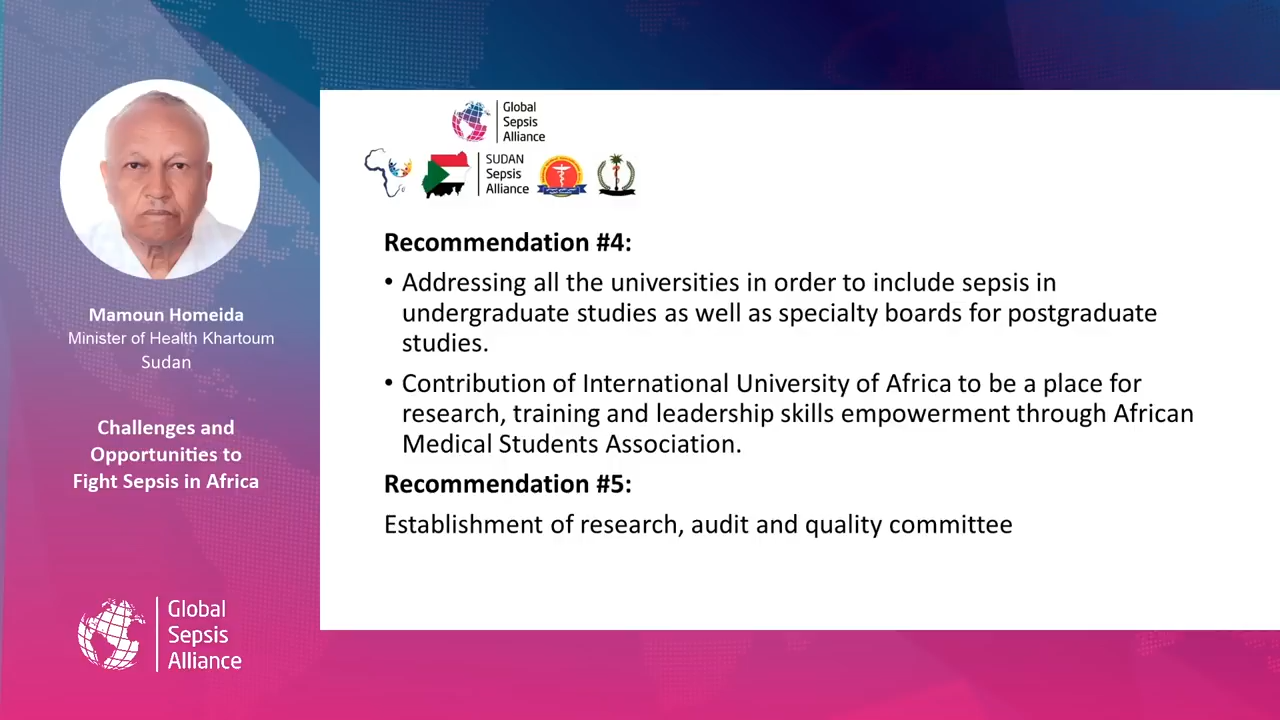 Mamoun Homeida
Minister of Health Khartoum
Sudan
Challenges and
Opportunities to
Fight Sepsis in Africa
Global
Sepsis
Alliance
Global
Sepsis
Alliance
SUDAN
Sepsis
Alliance
Recommendation #4:
• Addressing all the universities in order to include sepsis in
undergraduate studies as well as specialty boards for postgraduate
studies.
• Contribution of International University of Africa to be a place for
research, training and leadership skills empowerment through African
Medical Students Association.
Recommendation #5:
Establishment of research, audit and quality committee